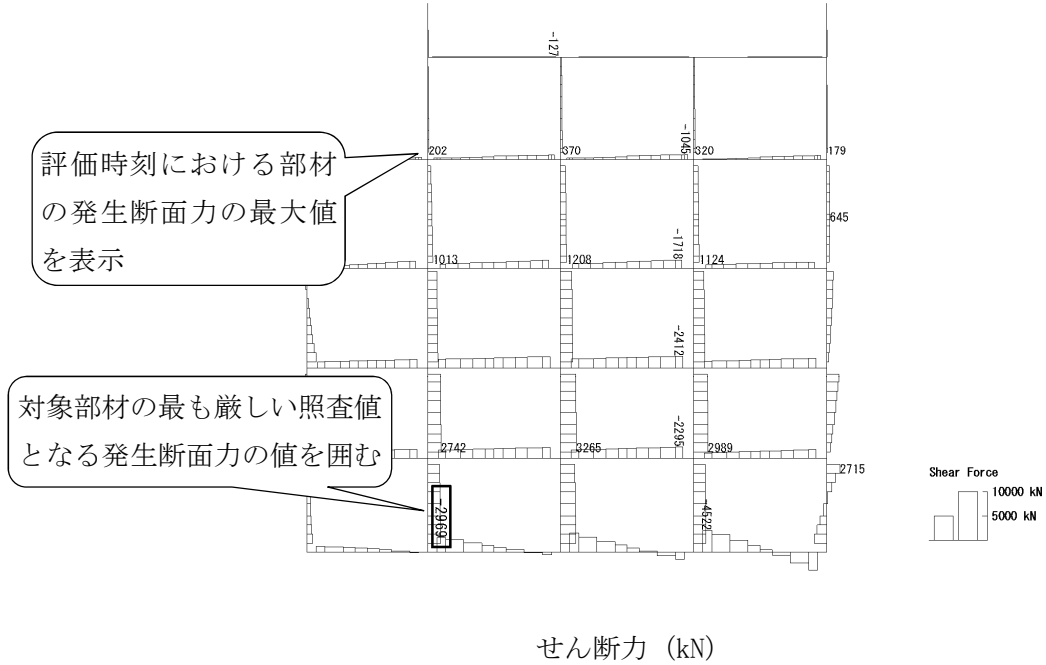 -127
202
370
-1045
320
179
評価時刻における部材
の発生断面力の最大値
を表示
645
1013
1208
-1718
1124
-2412
対象部材の最も厳しい照査値
となる発生断面力の値を囲む
2742
3265
-2295
2989
2715
Shear Force
10000 kN
5000 kN
-2969
-4522
せん断力 (kN)